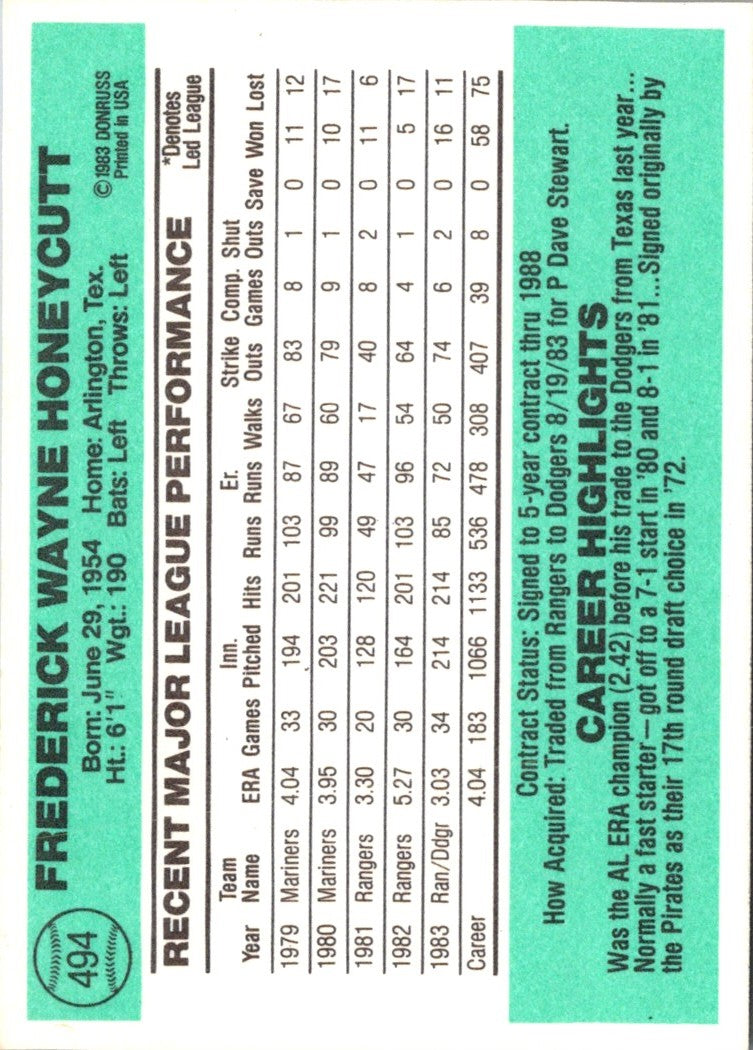 494
FREDERICK WAYNE HONEYCUTT
Born: June 29, 1954 Home: Arlington, Tex.
Ht.: 6'1" Wgt.: 190 Bats: Left Throws: Left
© 1983 DONRUSS
Printed in USA
RECENT MAJOR LEAGUE PERFORMANCE
*Denotes
Led League
Team Inn. Er. Strike Comp. Shut
Year Name ERA Games Pitched Hits Runs Runs Walks Outs Games Outs Save Won Lost
1979 Mariners 4.04 33 194 201 103 87 67 83 8 1 0 11 12
1980 Mariners 3.95 30 203 221 99 89 60 79 9 1 0 10 17
1981 Rangers 3.30 20 128 120 49 47 17 40 8 2 0 11 6
1982 Rangers 5.27 30 164 201 103 96 54 64 4 1 0 5 17
1983 Ran/Ddgr 3.03 34 214 214 85 72 50 74 6 2 0 16 11
Career 4.04 183 1066 1133 536 478 308 407 39 8 0 58 75
Contract Status: Signed to 5-year contract thru 1988
How Acquired: Traded from Rangers to Dodgers 8/19/83 for P Dave Stewart.
CAREER HIGHLIGHTS
Was the AL ERA champion (2.42) before his trade to the Dodgers from Texas last year...
Normally a fast starter—got off to a 7-1 start in '80 and 8-1 in '81...Signed originally by
the Pirates as their 17th round draft choice in '72.